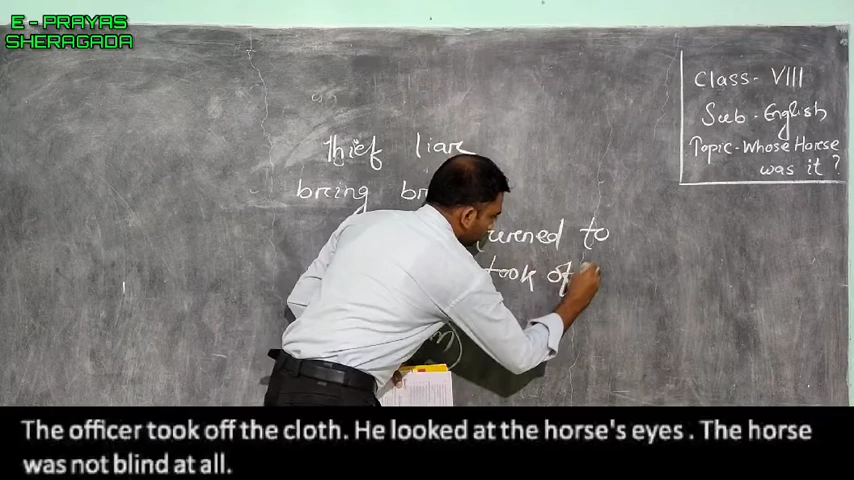 E - PRAYAS
SHERAGADA
Class - VIII
Sub - English
Topic - Whose Horse
was it ?
thief liar
bring
turned to
took of
The officer took off the cloth. He looked at the horse's eyes . The horse
was not blind at all.